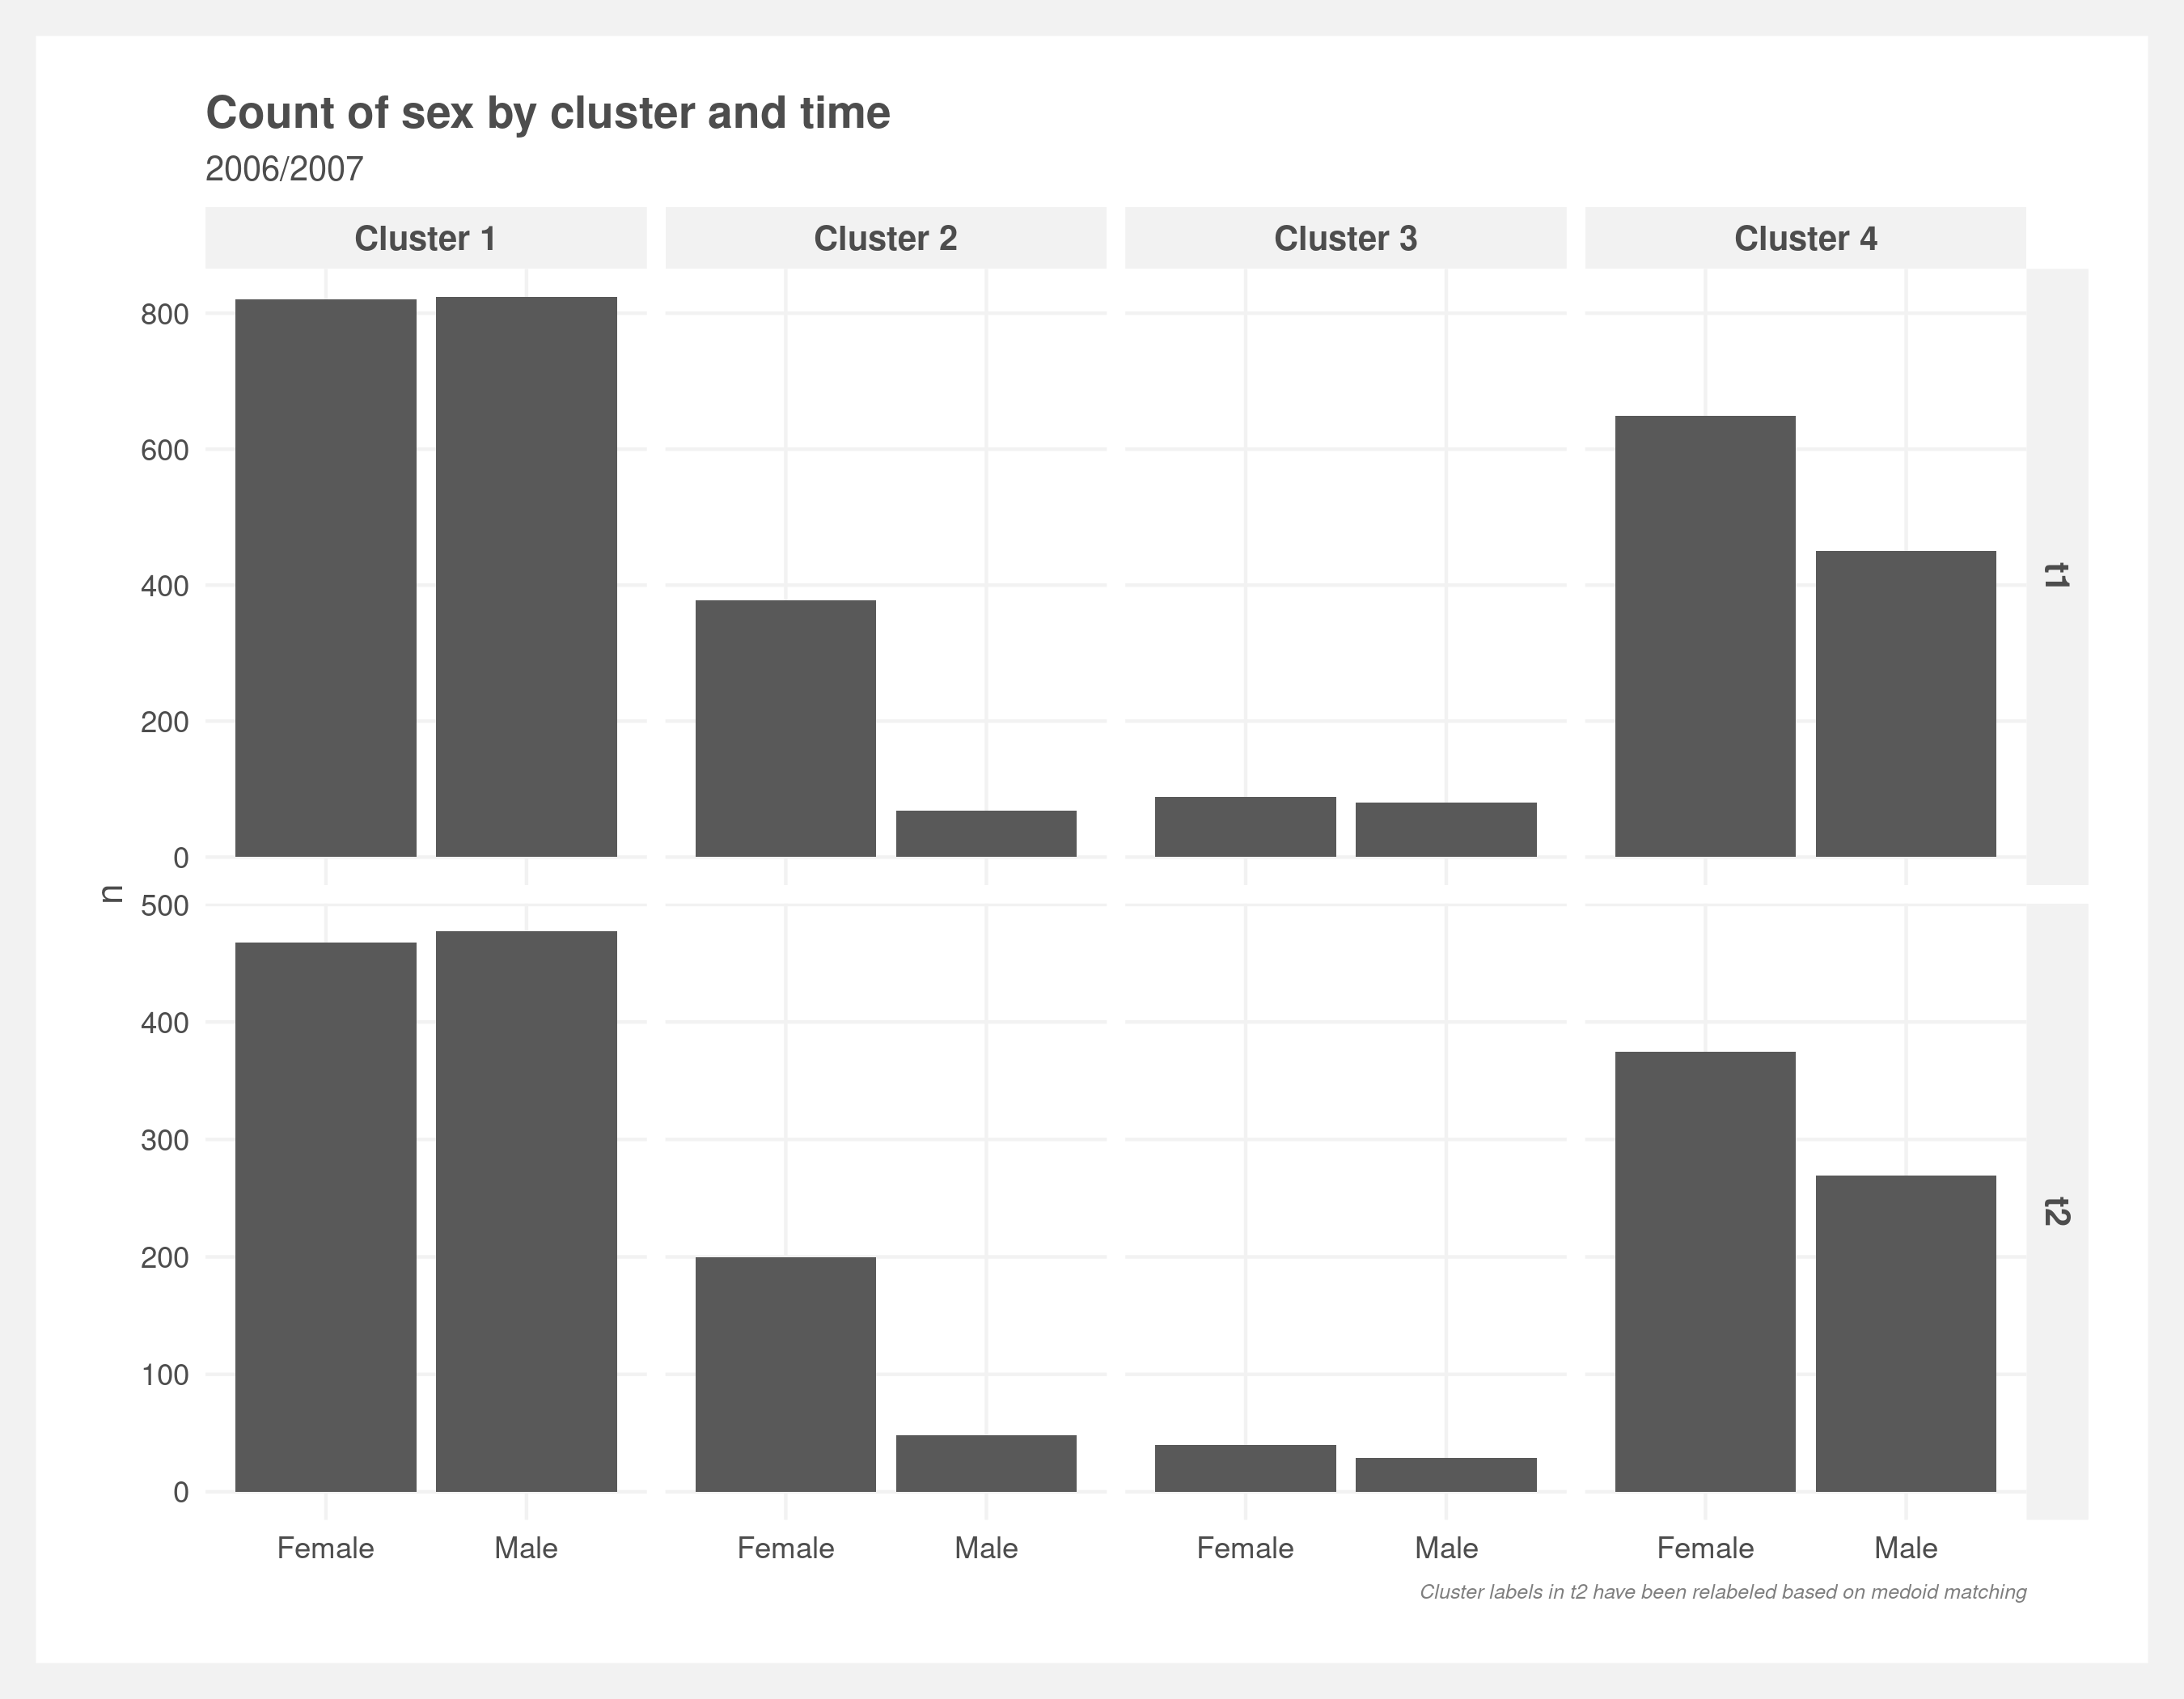 Count of sex by cluster and time
2006/2007
Cluster 1 Cluster 2 Cluster 3 Cluster 4
800
600
400
200
0
t1
n
500
400
300
200
100
0
t2
Female Male Female Male Female Male Female Male
Cluster labels in t2 have been relabeled based on medoid matching